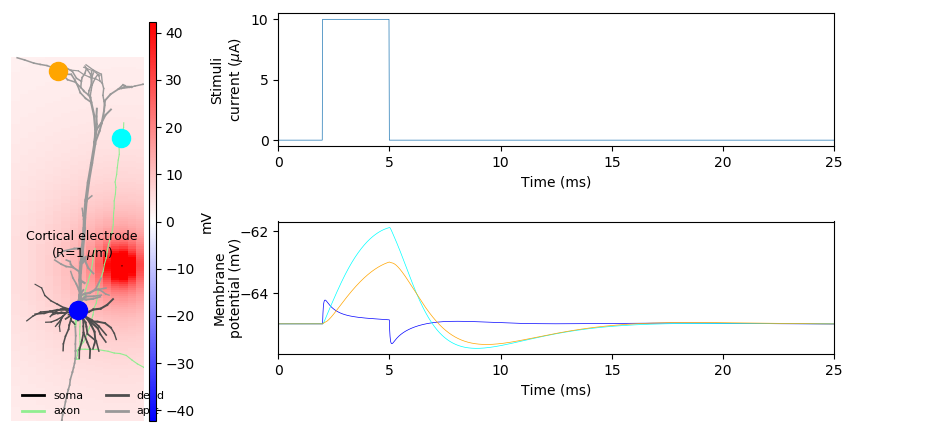 Cortical electrode
(R=1 μm)
soma
dend
axon
40
30
20
10
0
−10
−20
−30
−40
mV
Stimuli
current (μA)
10
5
0
0
5
10
15
20
25
Time (ms)
Membrane
potential (mV)
−62
−64
0
5
10
15
20
25
Time (ms)